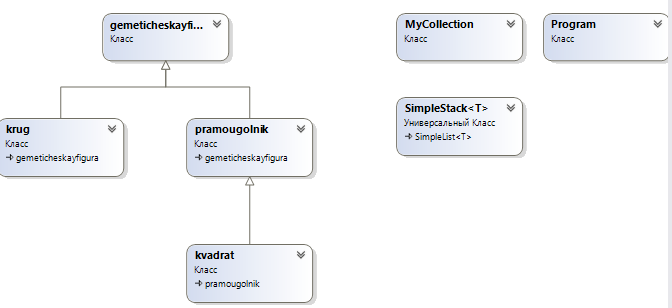 gemeticheskayfi...
Класс
MyCollection
Класс
Program
Класс
krug
Класс
gemeticheskayfigura
pramougolnik
Класс
gemeticheskayfigura
SimpleStack<T>
Универсальный Класс
SimpleList<T>
kvadrat
Класс
pramougolnik